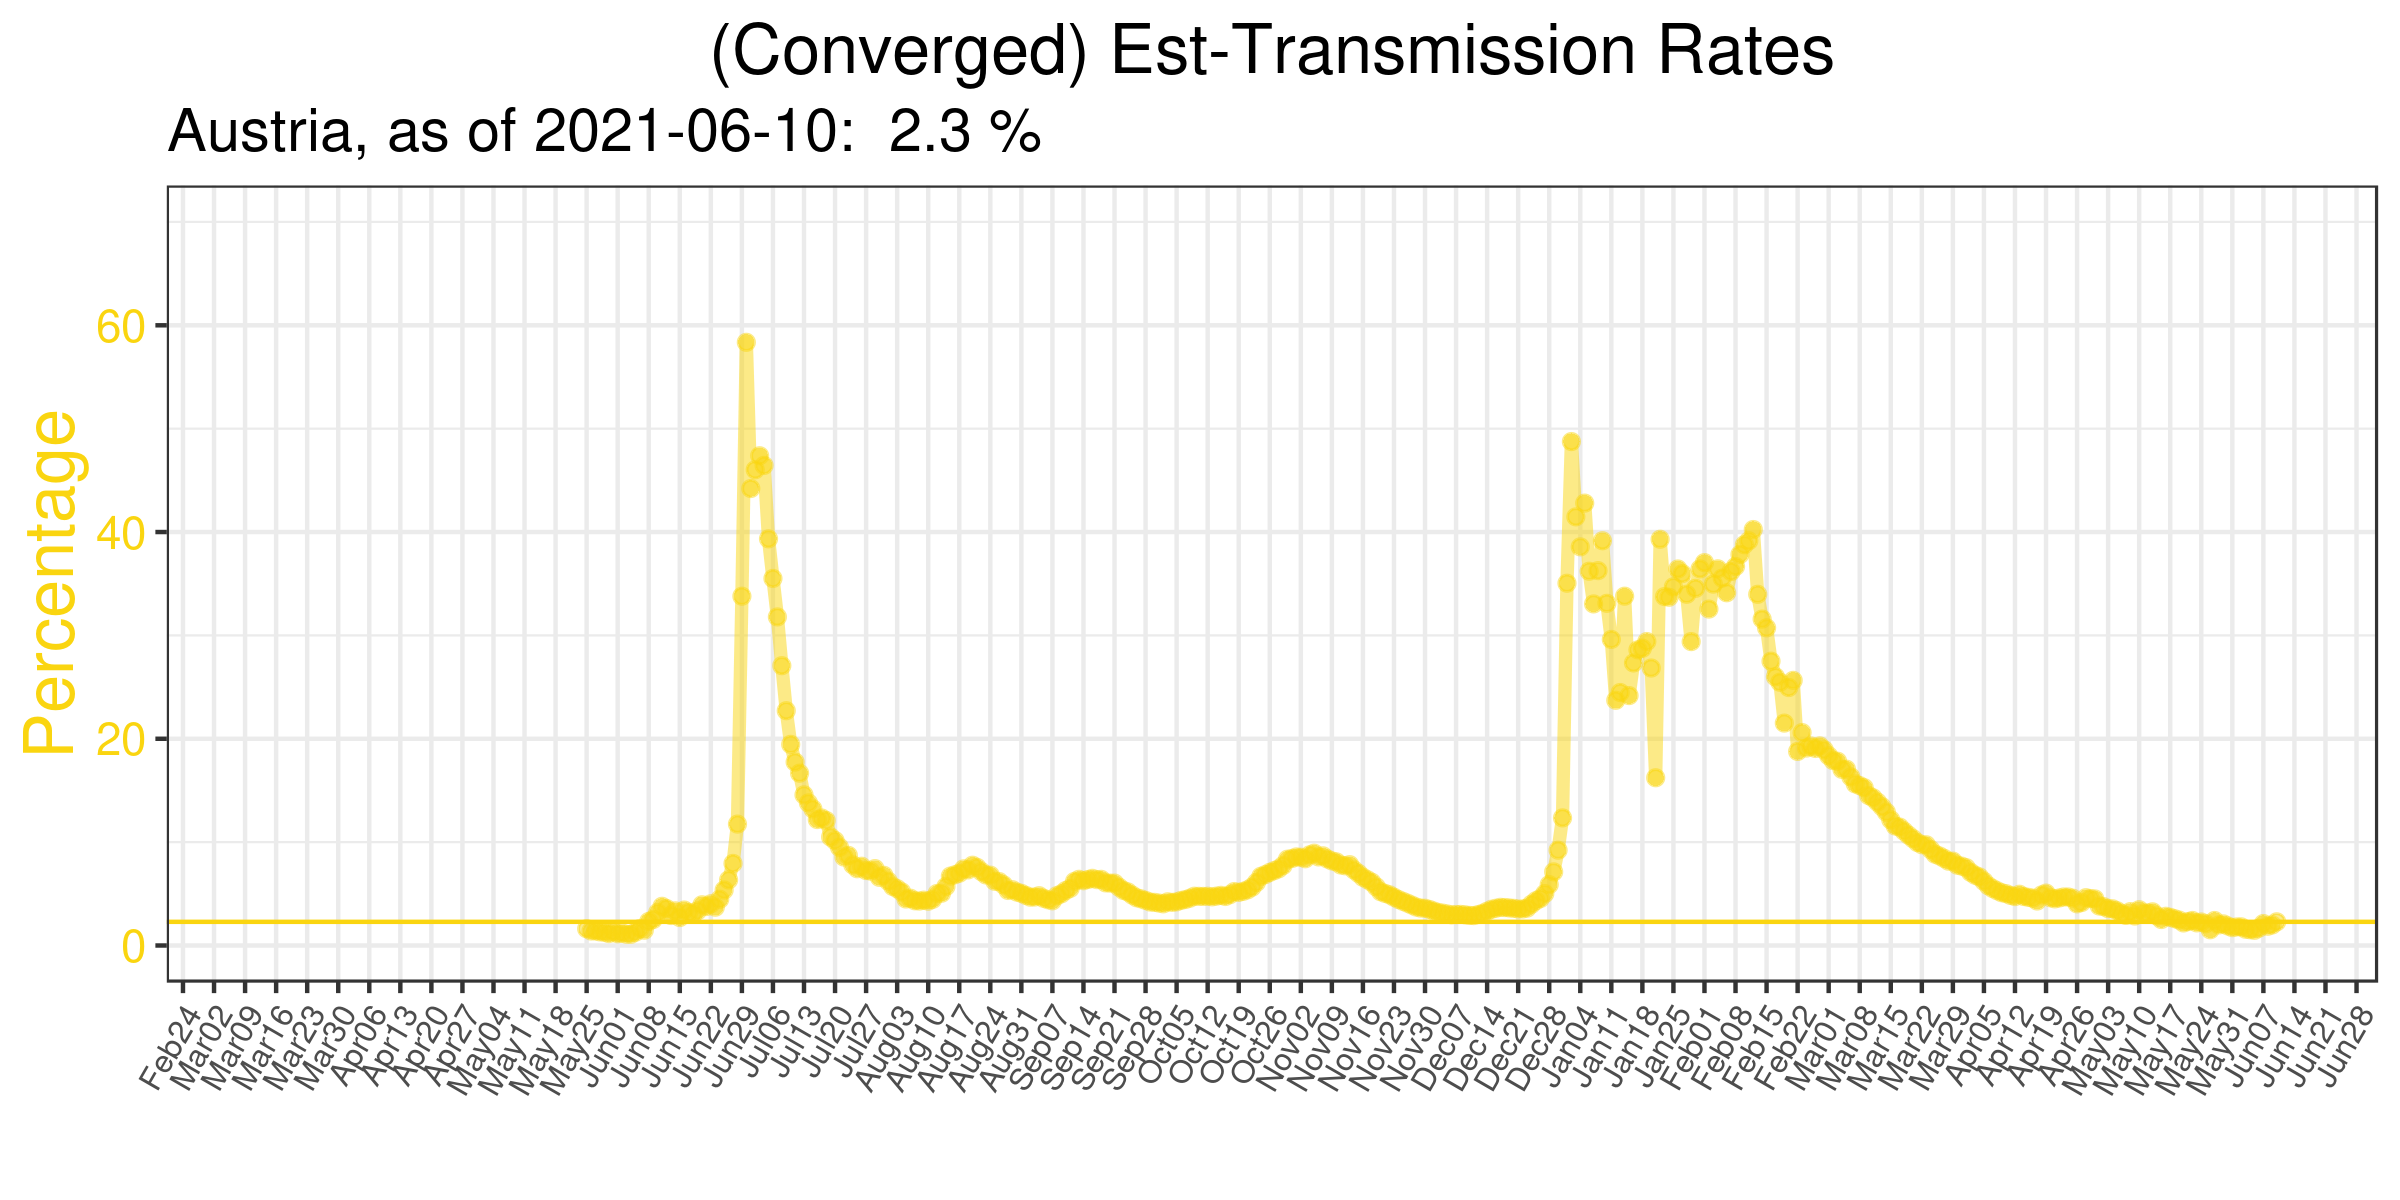 (Converged) Est-Transmission Rates
Austria, as of 2021-06-10:  2.3 %
Percentage
60
40
20
0
Feb24
Mar02
Mar09
Mar16
Mar23
Mar30
Apr06
Apr13
Apr20
Apr27
May04
May11
May18
May25
Jun01
Jun08
Jun15
Jun22
Jun29
Jul06
Jul13
Jul20
Jul27
Aug03
Aug10
Aug17
Aug24
Aug31
Sep07
Sep14
Sep21
Sep28
Oct05
Oct12
Oct19
Oct26
Nov02
Nov09
Nov16
Nov23
Nov30
Dec07
Dec14
Dec21
Dec28
Jan04
Jan11
Jan18
Jan25
Feb01
Feb08
Feb15
Feb22
Mar01
Mar08
Mar15
Mar22
Mar29
Apr05
Apr12
Apr19
Apr26
May03
May10
May17
May24
May31
Jun07
Jun14
Jun21
Jun28